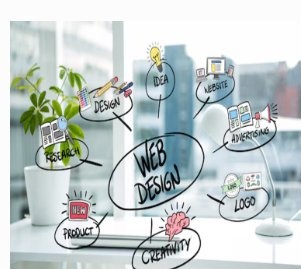 IDEA
DESIGN
WEBSITE
RESEARCH
ADVERTISING
WEB
DESIGN
LOGO
NEW
PRODUCT
CREATIVITY